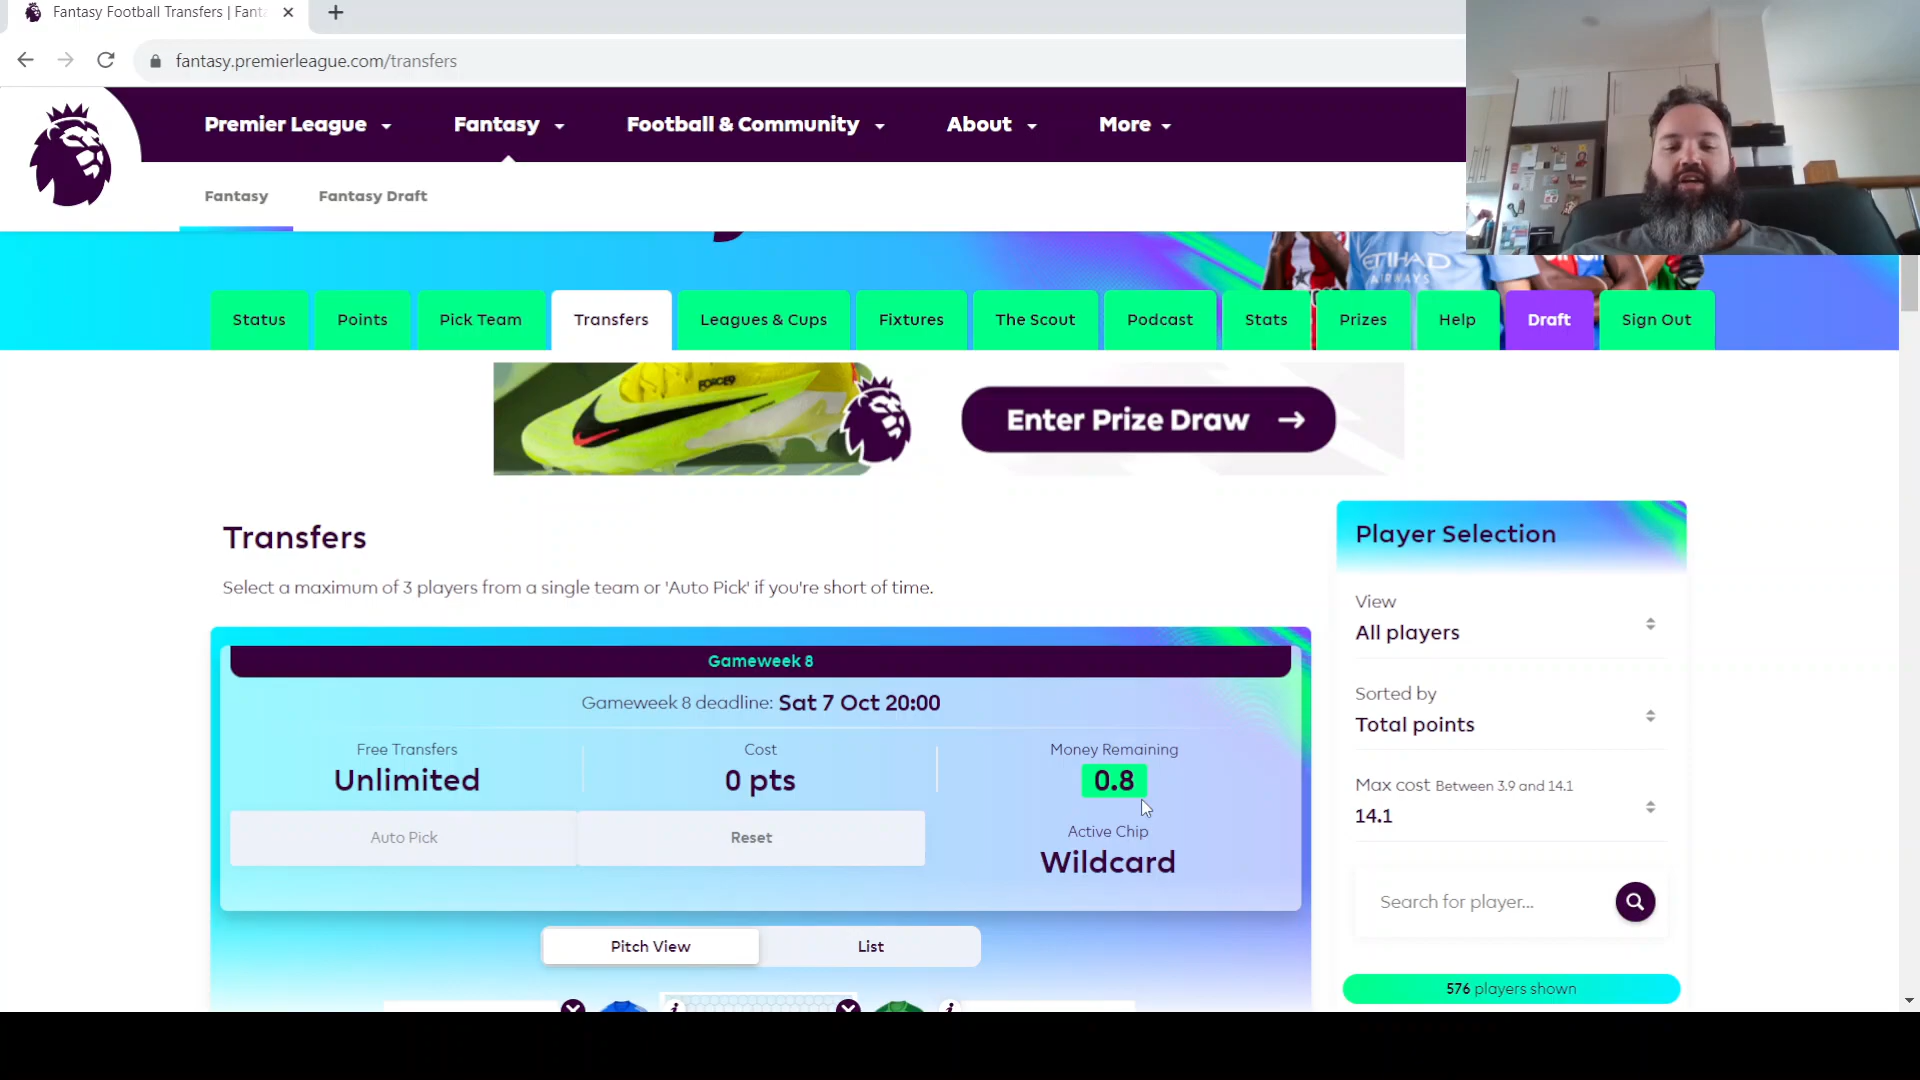 Fantasy Football Transfers | Fanta
fantasy.premierleague.com/transfers
Premier League
Fantasy
Football & Community
About
More
Fantasy
Fantasy Draft
ETIHAD
AIRWAYS
Status
Points
Pick Team
Transfers
Leagues & Cups
Fixtures
The Scout
Podcast
Stats
Prizes
Help
Draft
Sign Out
FORCE9
Enter Prize Draw →
Transfers
Select a maximum of 3 players from a single team or 'Auto Pick' if you're short of time.
Gameweek 8
Gameweek 8 deadline: Sat 7 Oct 20:00
Free Transfers
Unlimited
Cost
0 pts
Money Remaining
0.8
Auto Pick
Reset
Active Chip
Wildcard
Pitch View
List
Player Selection
View
All players
Sorted by
Total points
Max cost Between 3.9 and 14.1
14.1
Search for player...
576 players shown